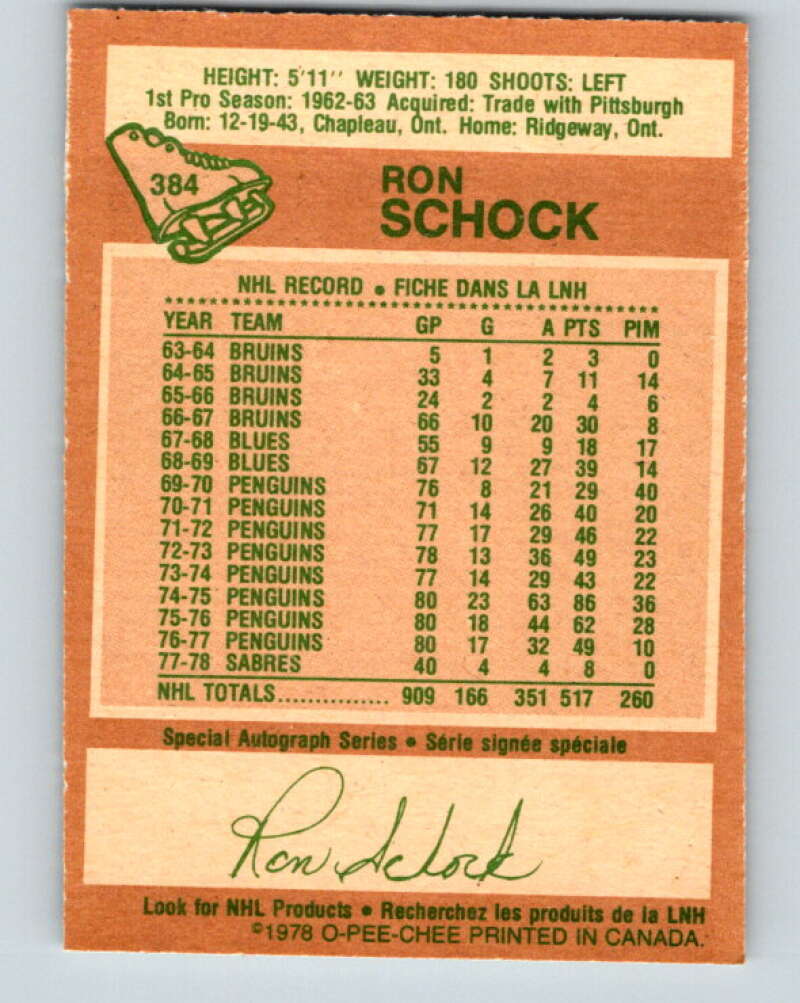 HEIGHT: 5'11'' WEIGHT: 180 SHOOTS: LEFT
1st Pro Season: 1962-63 Acquired: Trade with Pittsburgh
Born: 12-19-43, Chapleau, Ont. Home: Ridgeway, Ont.
384
RON
SCHOCK
NHL RECORD • FICHE DANS LA LNH
YEAR TEAM GP G A PTS PIM
63-64 BRUINS 5 1 2 3 0
64-65 BRUINS 33 4 7 11 14
65-66 BRUINS 24 2 2 4 6
66-67 BRUINS 66 10 20 30 8
67-68 BLUES 55 9 9 18 17
68-69 BLUES 67 12 27 39 14
69-70 PENGUINS 76 8 21 29 40
70-71 PENGUINS 71 14 26 40 20
71-72 PENGUINS 77 17 29 46 22
72-73 PENGUINS 78 13 36 49 23
73-74 PENGUINS 77 14 29 43 22
74-75 PENGUINS 80 23 63 86 36
75-76 PENGUINS 80 18 44 62 28
76-77 PENGUINS 80 17 32 49 10
77-78 SABRES 40 4 4 8 0
NHL TOTALS............... 909 166 351 517 260
Special Autograph Series • Série signée spéciale
Ron Schock
Look for NHL Products • Recherchez les produits de la LNH
©1978 O-PEE-CHEE PRINTED IN CANADA.